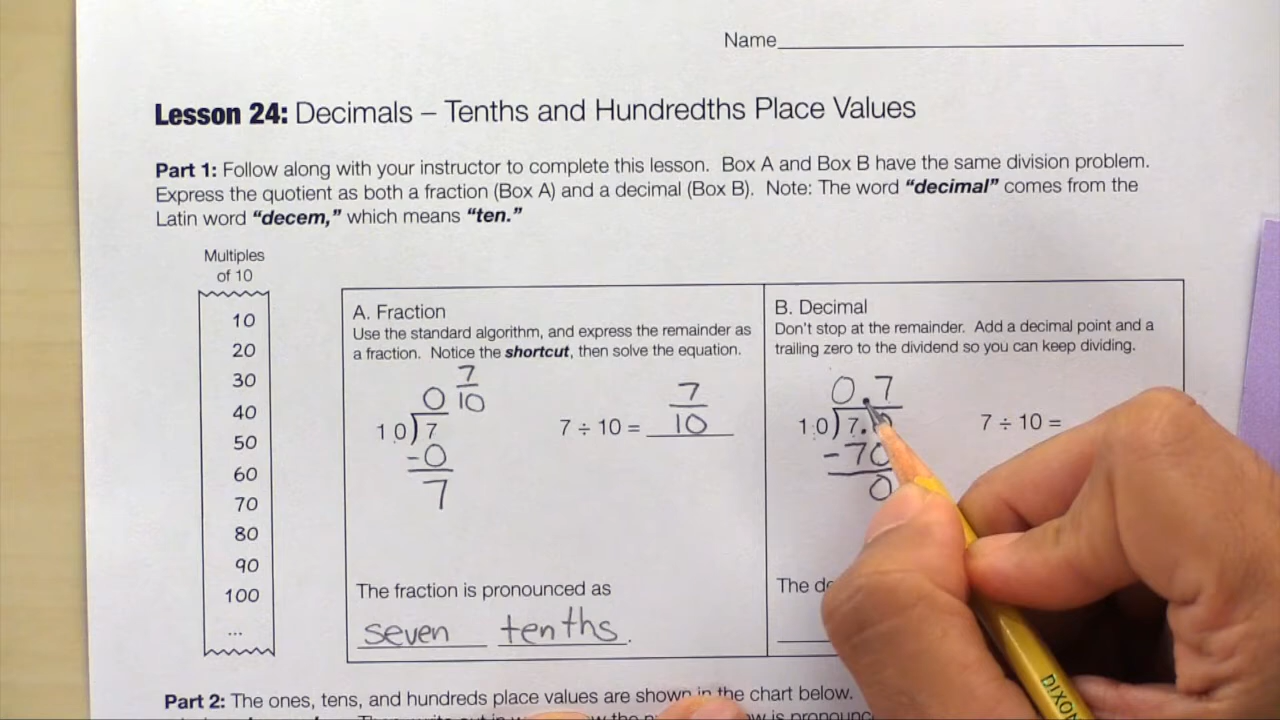 Name
Lesson 24: Decimals – Tenths and Hundredths Place Values
Part 1: Follow along with your instructor to complete this lesson. Box A and Box B have the same division problem.
Express the quotient as both a fraction (Box A) and a decimal (Box B). Note: The word “decimal” comes from the
Latin word “decem,” which means “ten.”
Multiples
of 10
10
20
30
40
50
60
70
80
90
100
...
A. Fraction
Use the standard algorithm, and express the remainder as
a fraction. Notice the shortcut, then solve the equation.
0 7/10
10)7
-0
7
7 ÷ 10 = 7/10
The fraction is pronounced as
seven tenths.
B. Decimal
Don't stop at the remainder. Add a decimal point and a
trailing zero to the dividend so you can keep dividing.
0.7
10)7.
-70
0
7 ÷ 10 =
The
Part 2: The ones, tens, and hundreds place values are shown in the chart below.
DIXON